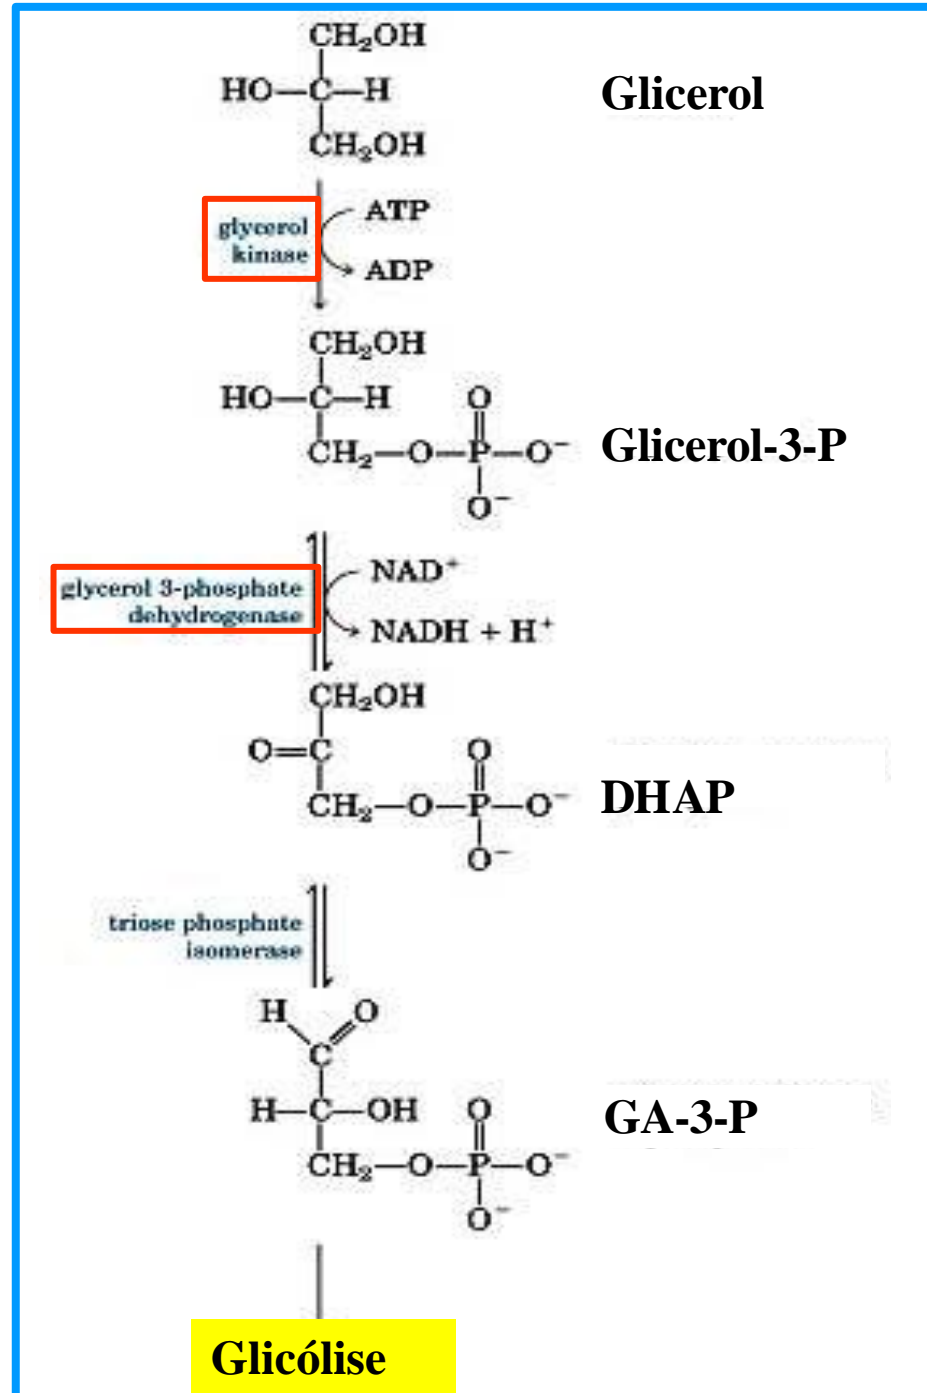 CH₂OH
HO—C—H
CH₂OH
Glicerol
glycerol
kinase
ATP
ADP
CH₂OH
HO—C—H
O
CH₂—O—P—O⁻
O⁻
Glicerol-3-P
glycerol 3-phosphate
dehydrogenase
NAD⁺
NADH + H⁺
CH₂OH
O=C
O
CH₂—O—P—O⁻
O⁻
DHAP
triose phosphate
isomerase
H O
C
H—C—OH
O
CH₂—O—P—O⁻
O⁻
GA-3-P
Glicólise